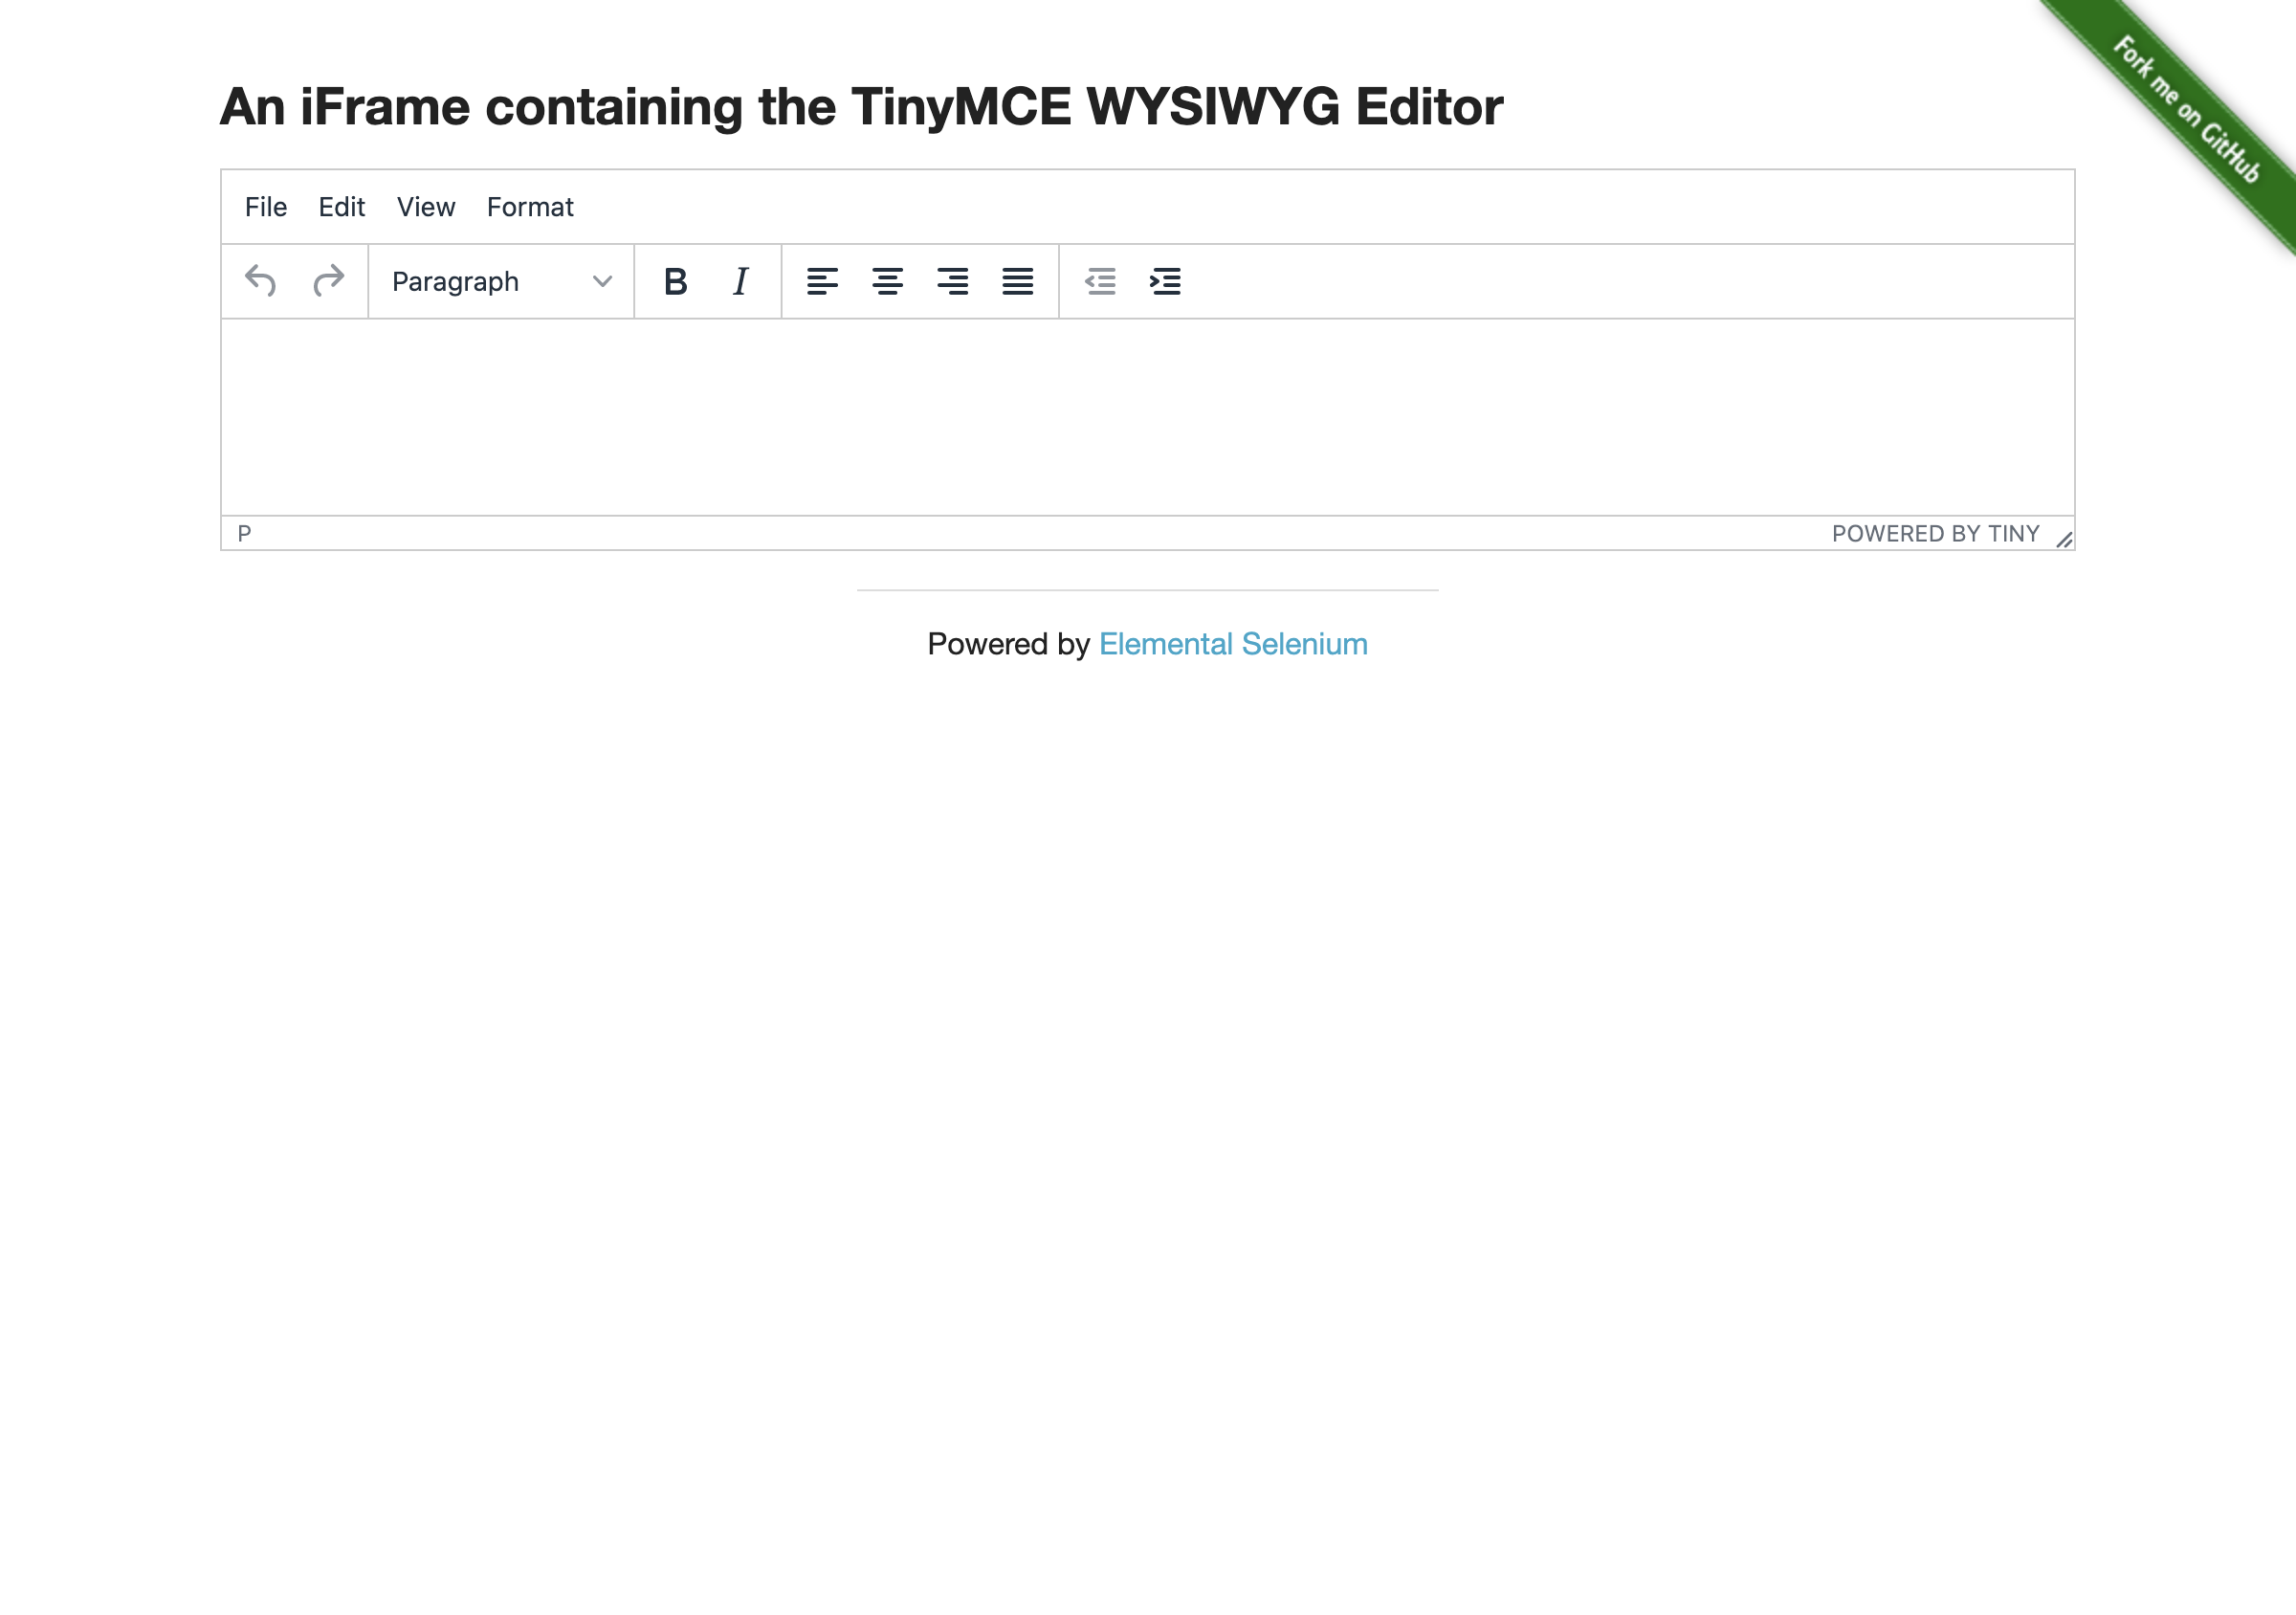 Fork me on GitHub
An iFrame containing the TinyMCE WYSIWYG Editor
File Edit View Format
Paragraph B I
P POWERED BY TINY
Powered by Elemental Selenium